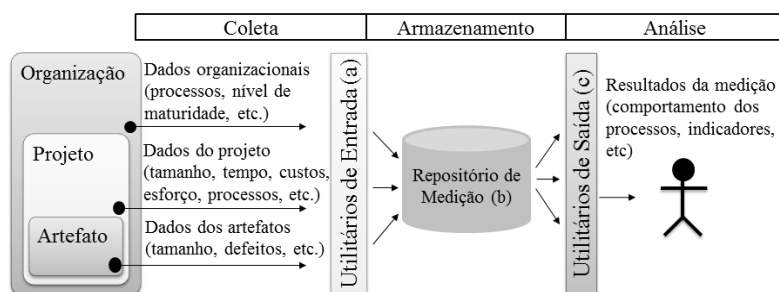 Coleta
Armazenamento
Análise
Organização
Projeto
Artefato
Dados organizacionais
(processos, nível de
maturidade, etc.)
Dados do projeto
(tamanho, tempo, custos,
esforço, processos, etc.)
Dados dos artefatos
(tamanho, defeitos, etc.)
Utilitários de Entrada (a)
Repositório de
Medição (b)
Utilitários de Saída (c)
Resultados da medição
(comportamento dos
processos, indicadores,
etc)